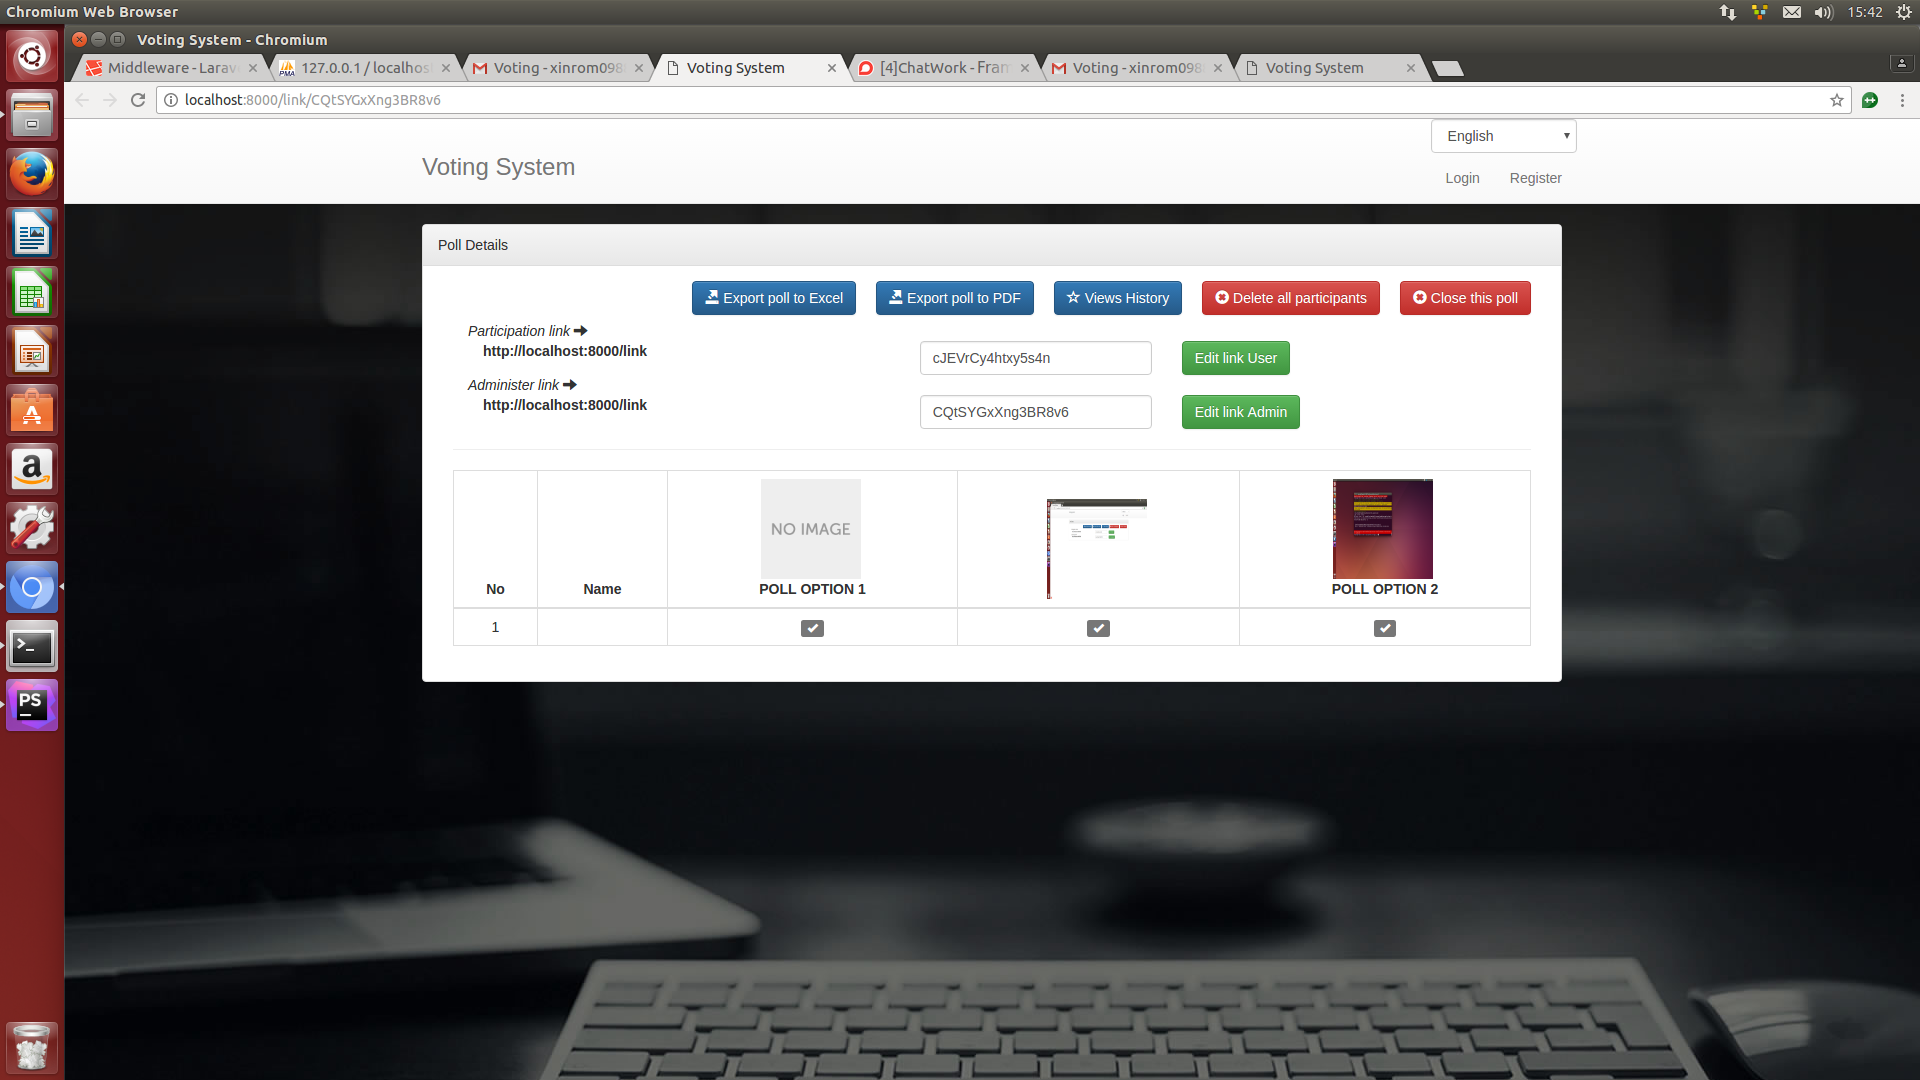 Chromium Web Browser
15:42
Voting System - Chromium
Middleware - Larav
127.0.0.1 / localhos
Voting - xinrom098
Voting System
[4]ChatWork - Fram
Voting - xinrom098
Voting System
localhost:8000/link/CQtSYGxXng3BR8v6
English
Voting System
Login
Register
Poll Details
Export poll to Excel
Export poll to PDF
Views History
Delete all participants
Close this poll
Participation link
http://localhost:8000/link
cJEVrCy4htxy5s4n
Edit link User
Administer link
http://localhost:8000/link
CQtSYGxXng3BR8v6
Edit link Admin
NO IMAGE
No
Name
POLL OPTION 1
POLL OPTION 2
1
PMA
a
>_
PS